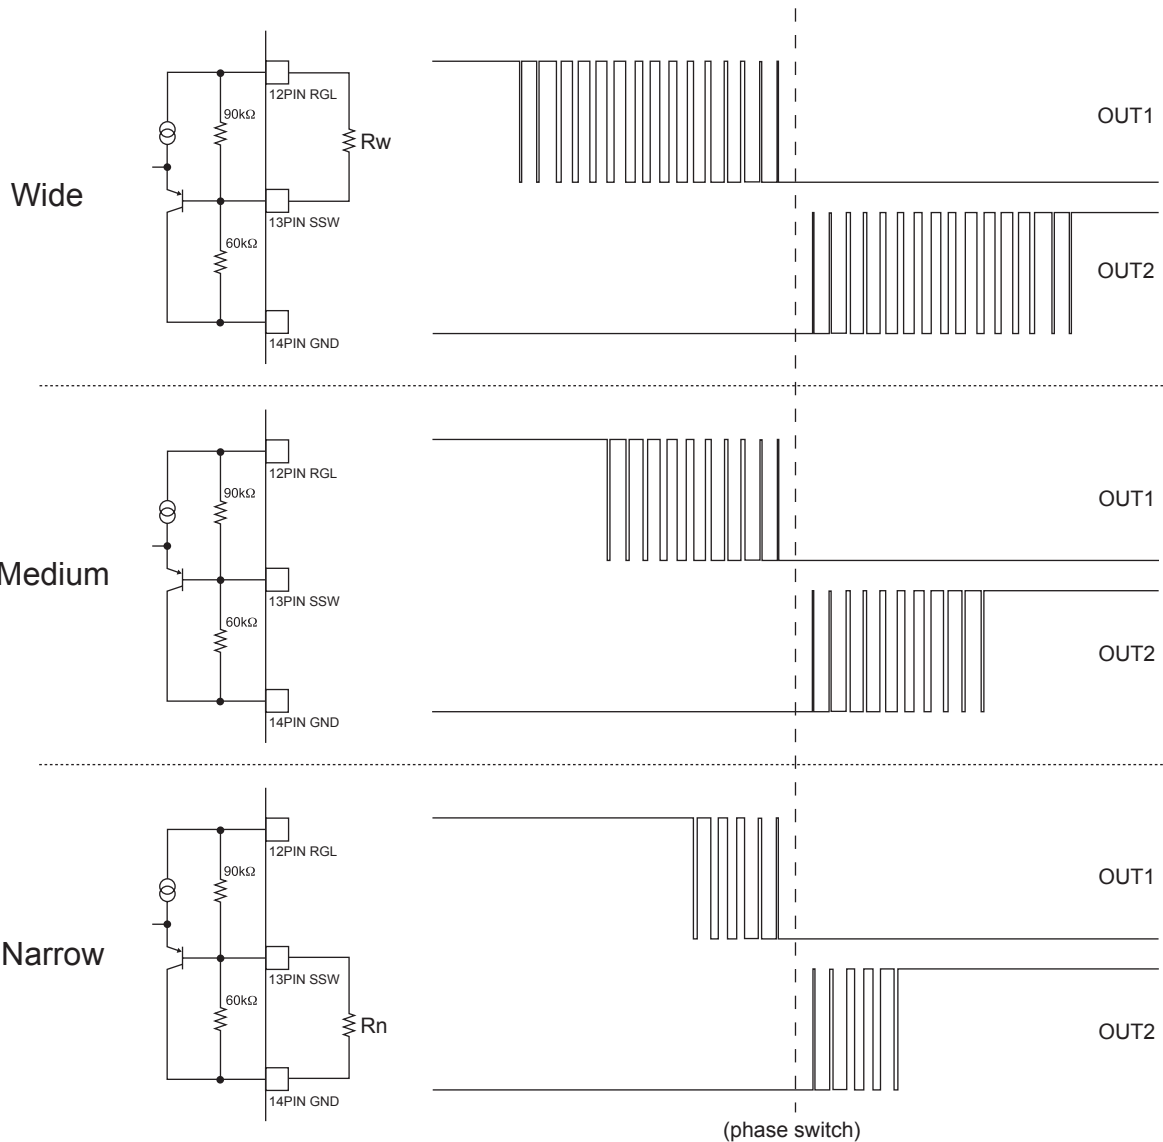 12PIN RGL
90kΩ
Rw
OUT1
Wide
13PIN SSW
60kΩ
OUT2
14PIN GND
12PIN RGL
90kΩ
OUT1
Medium
13PIN SSW
60kΩ
OUT2
14PIN GND
12PIN RGL
90kΩ
OUT1
Narrow
13PIN SSW
60kΩ
Rn
OUT2
14PIN GND
(phase switch)